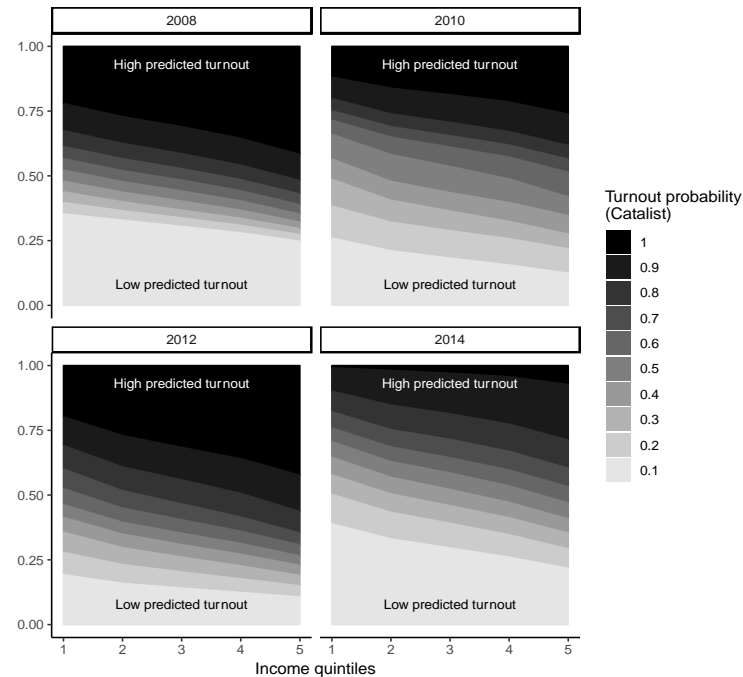 2008
2010
1.00
High predicted turnout
High predicted turnout
0.75
0.50
0.25
Low predicted turnout
Low predicted turnout
0.00
2012
2014
1.00
High predicted turnout
High predicted turnout
0.75
0.50
0.25
Low predicted turnout
Low predicted turnout
0.00
1 2 3 4 5
1 2 3 4 5
Income quintiles
Turnout probability
(Catalist)
1
0.9
0.8
0.7
0.6
0.5
0.4
0.3
0.2
0.1